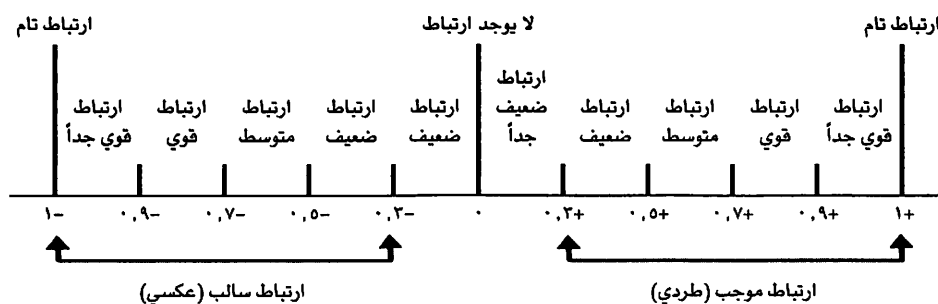 ارتباط تام
لا يوجد ارتباط
ارتباط تام
ارتباط
قوي جداً
ارتباط
قوي
ارتباط
متوسط
ارتباط
ضعيف
ارتباط
ضعيف
جداً
ارتباط
ضعيف
ارتباط
ضعيف
ارتباط
متوسط
ارتباط
قوي
ارتباط
قوي جداً
+١ +٠,٩ +٠,٧ +٠,٥ +٠,٣ ٠ -٠,٣ -٠,٥ -٠,٧ -٠,٩ -١
ارتباط موجب (طردي)
ارتباط سالب (عكسي)